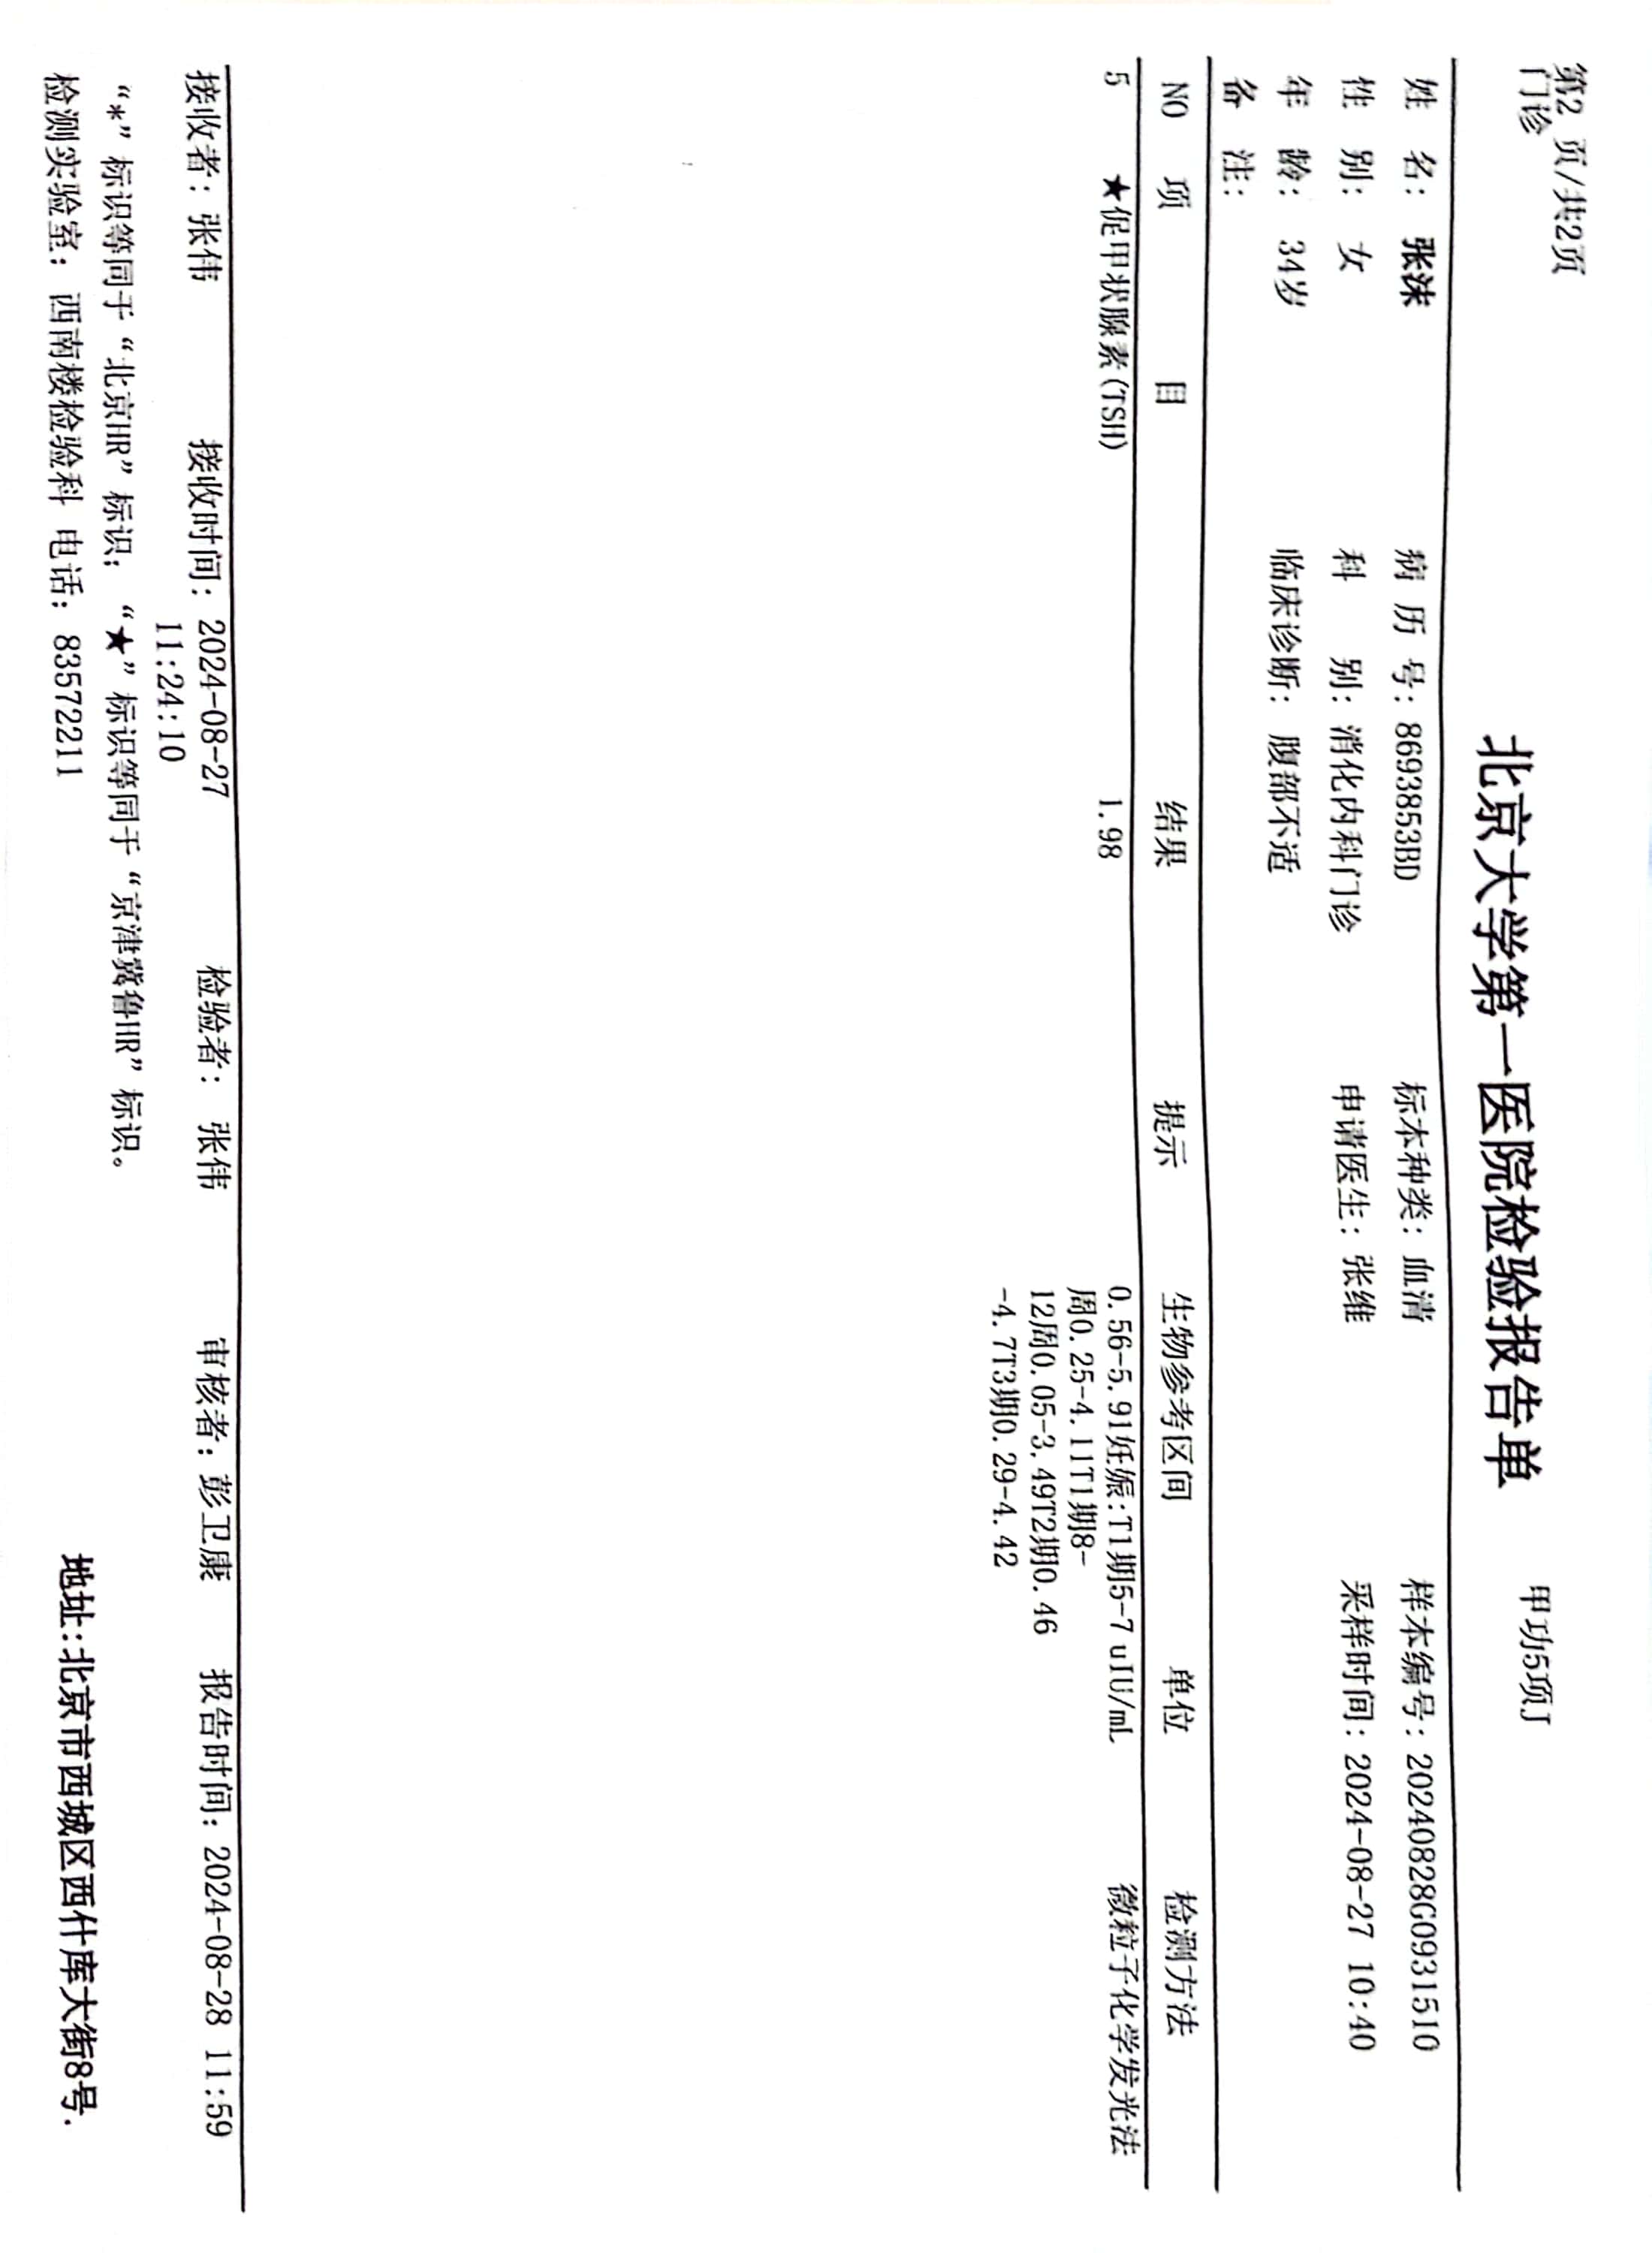 第2 页/共2页
门诊
北京大学第一医院检验报告单
甲功5项J
姓 名: 张沫 病 历 号: 86938533BD 标本种类: 血清 样本编号: 20240828G0931510
性 别: 女 科 别: 消化内科门诊 申请医生: 张维 采样时间: 2024-08-27 10:40
年 龄: 34岁 临床诊断: 腹部不适
备 注:
NO 项 目 结果 提示 生物参考区间 单位 检测方法
5 ★促甲状腺素(TSH) 1.98 0.56-5.91妊娠:T1期5-7 uIU/mL 微粒子化学发光法
周0.25-4.11T1期8-
12周0.05-3.49T2期0.46
-4.7T3期0.29-4.42
接收者: 张伟 接收时间: 2024-08-27 检验者: 张伟 审核者: 彭卫康 报告时间: 2024-08-28 11:59
11:24:10
“*” 标识等同于 “北京HR” 标识; “★” 标识等同于 “京津冀鲁HR” 标识。
检测实验室: 西南楼检验科 电话: 83572211 地址:北京市西城区西什库大街8号.